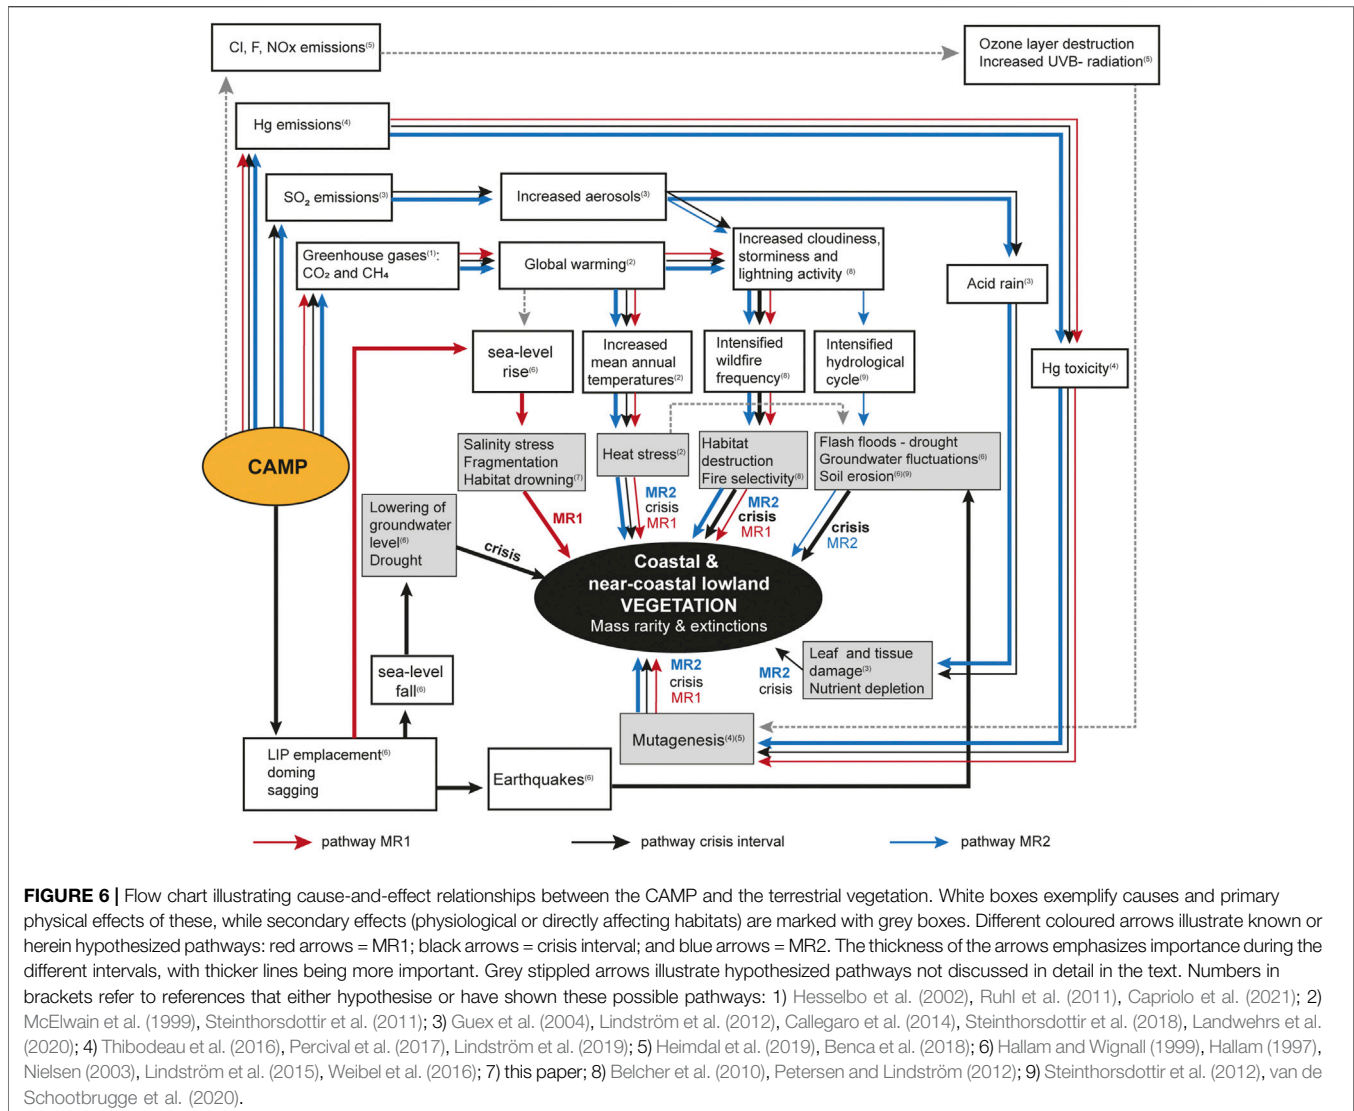 Cl, F, NOx emissions(5)
Ozone layer destruction
Increased UVB- radiation(5)
Hg emissions(4)
SO₂ emissions(3)
Increased aerosols(3)
Increased cloudiness,
storminess and
lightning activity (8)
Greenhouse gases(1):
CO₂ and CH₄
Global warming(2)
Acid rain(3)
sea-level
rise(6)
Increased
mean annual
temperatures(2)
Intensified
wildfire
frequency(8)
Intensified
hydrological
cycle(9)
Hg toxicity(4)
CAMP
Salinity stress
Fragmentation
Habitat drowning(7)
Heat stress(2)
Habitat
destruction
Fire selectivity(8)
Flash floods - drought
Groundwater fluctuations(6)
Soil erosion(6)(9)
Lowering of
groundwater
level(6)
Drought
MR1
MR2
crisis
MR1
MR2
crisis
MR1
crisis
MR2
crisis
Coastal &
near-coastal lowland
VEGETATION
Mass rarity & extinctions
sea-level
fall(6)
MR2
crisis
MR1
MR2
crisis
Leaf and tissue
damage(3)
Nutrient depletion
Mutagenesis(4)(5)
LIP emplacement(6)
doming
sagging
Earthquakes(6)
pathway MR1
pathway crisis interval
pathway MR2
FIGURE 6 | Flow chart illustrating cause-and-effect relationships between the CAMP and the terrestrial vegetation. White boxes exemplify causes and primary
physical effects of these, while secondary effects (physiological or directly affecting habitats) are marked with grey boxes. Different coloured arrows illustrate known or
herein hypothesized pathways: red arrows = MR1; black arrows = crisis interval; and blue arrows = MR2. The thickness of the arrows emphasizes importance during the
different intervals, with thicker lines being more important. Grey stippled arrows illustrate hypothesized pathways not discussed in detail in the text. Numbers in
brackets refer to references that either hypothesise or have shown these possible pathways: 1) Hesselbo et al. (2002), Ruhl et al. (2011), Capriolo et al. (2021); 2)
McElwain et al. (1999), Steinthorsdottir et al. (2011); 3) Guex et al. (2004), Lindström et al. (2012), Callegaro et al. (2014), Steinthorsdottir et al. (2018), Landwehrs et al.
(2020); 4) Thibodeau et al. (2016), Percival et al. (2017), Lindström et al. (2019); 5) Heimdal et al. (2019), Benca et al. (2018); 6) Hallam and Wignall (1999), Hallam (1997),
Nielsen (2003), Lindström et al. (2015), Weibel et al. (2016); 7) this paper; 8) Belcher et al. (2010), Petersen and Lindström (2012); 9) Steinthorsdottir et al. (2012), van de
Schootbrugge et al. (2020).